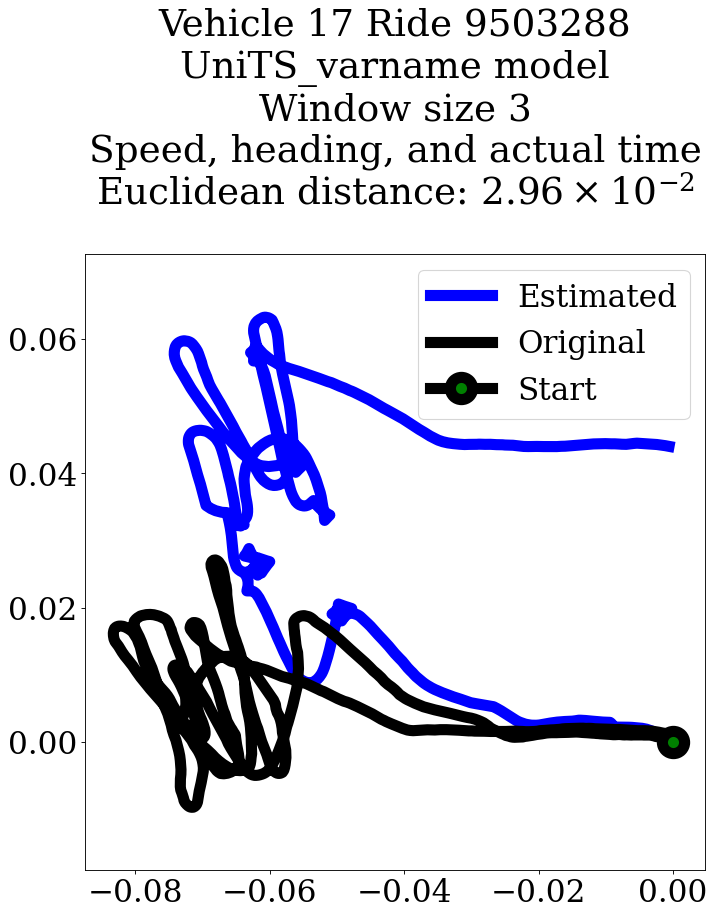 Vehicle 17 Ride 9503288
UniTS_varname model
Window size 3
Speed, heading, and actual time
Euclidean distance: 2.96 × 10⁻²
Estimated
Original
Start
0.06
0.04
0.02
0.00
−0.08 −0.06 −0.04 −0.02 0.00